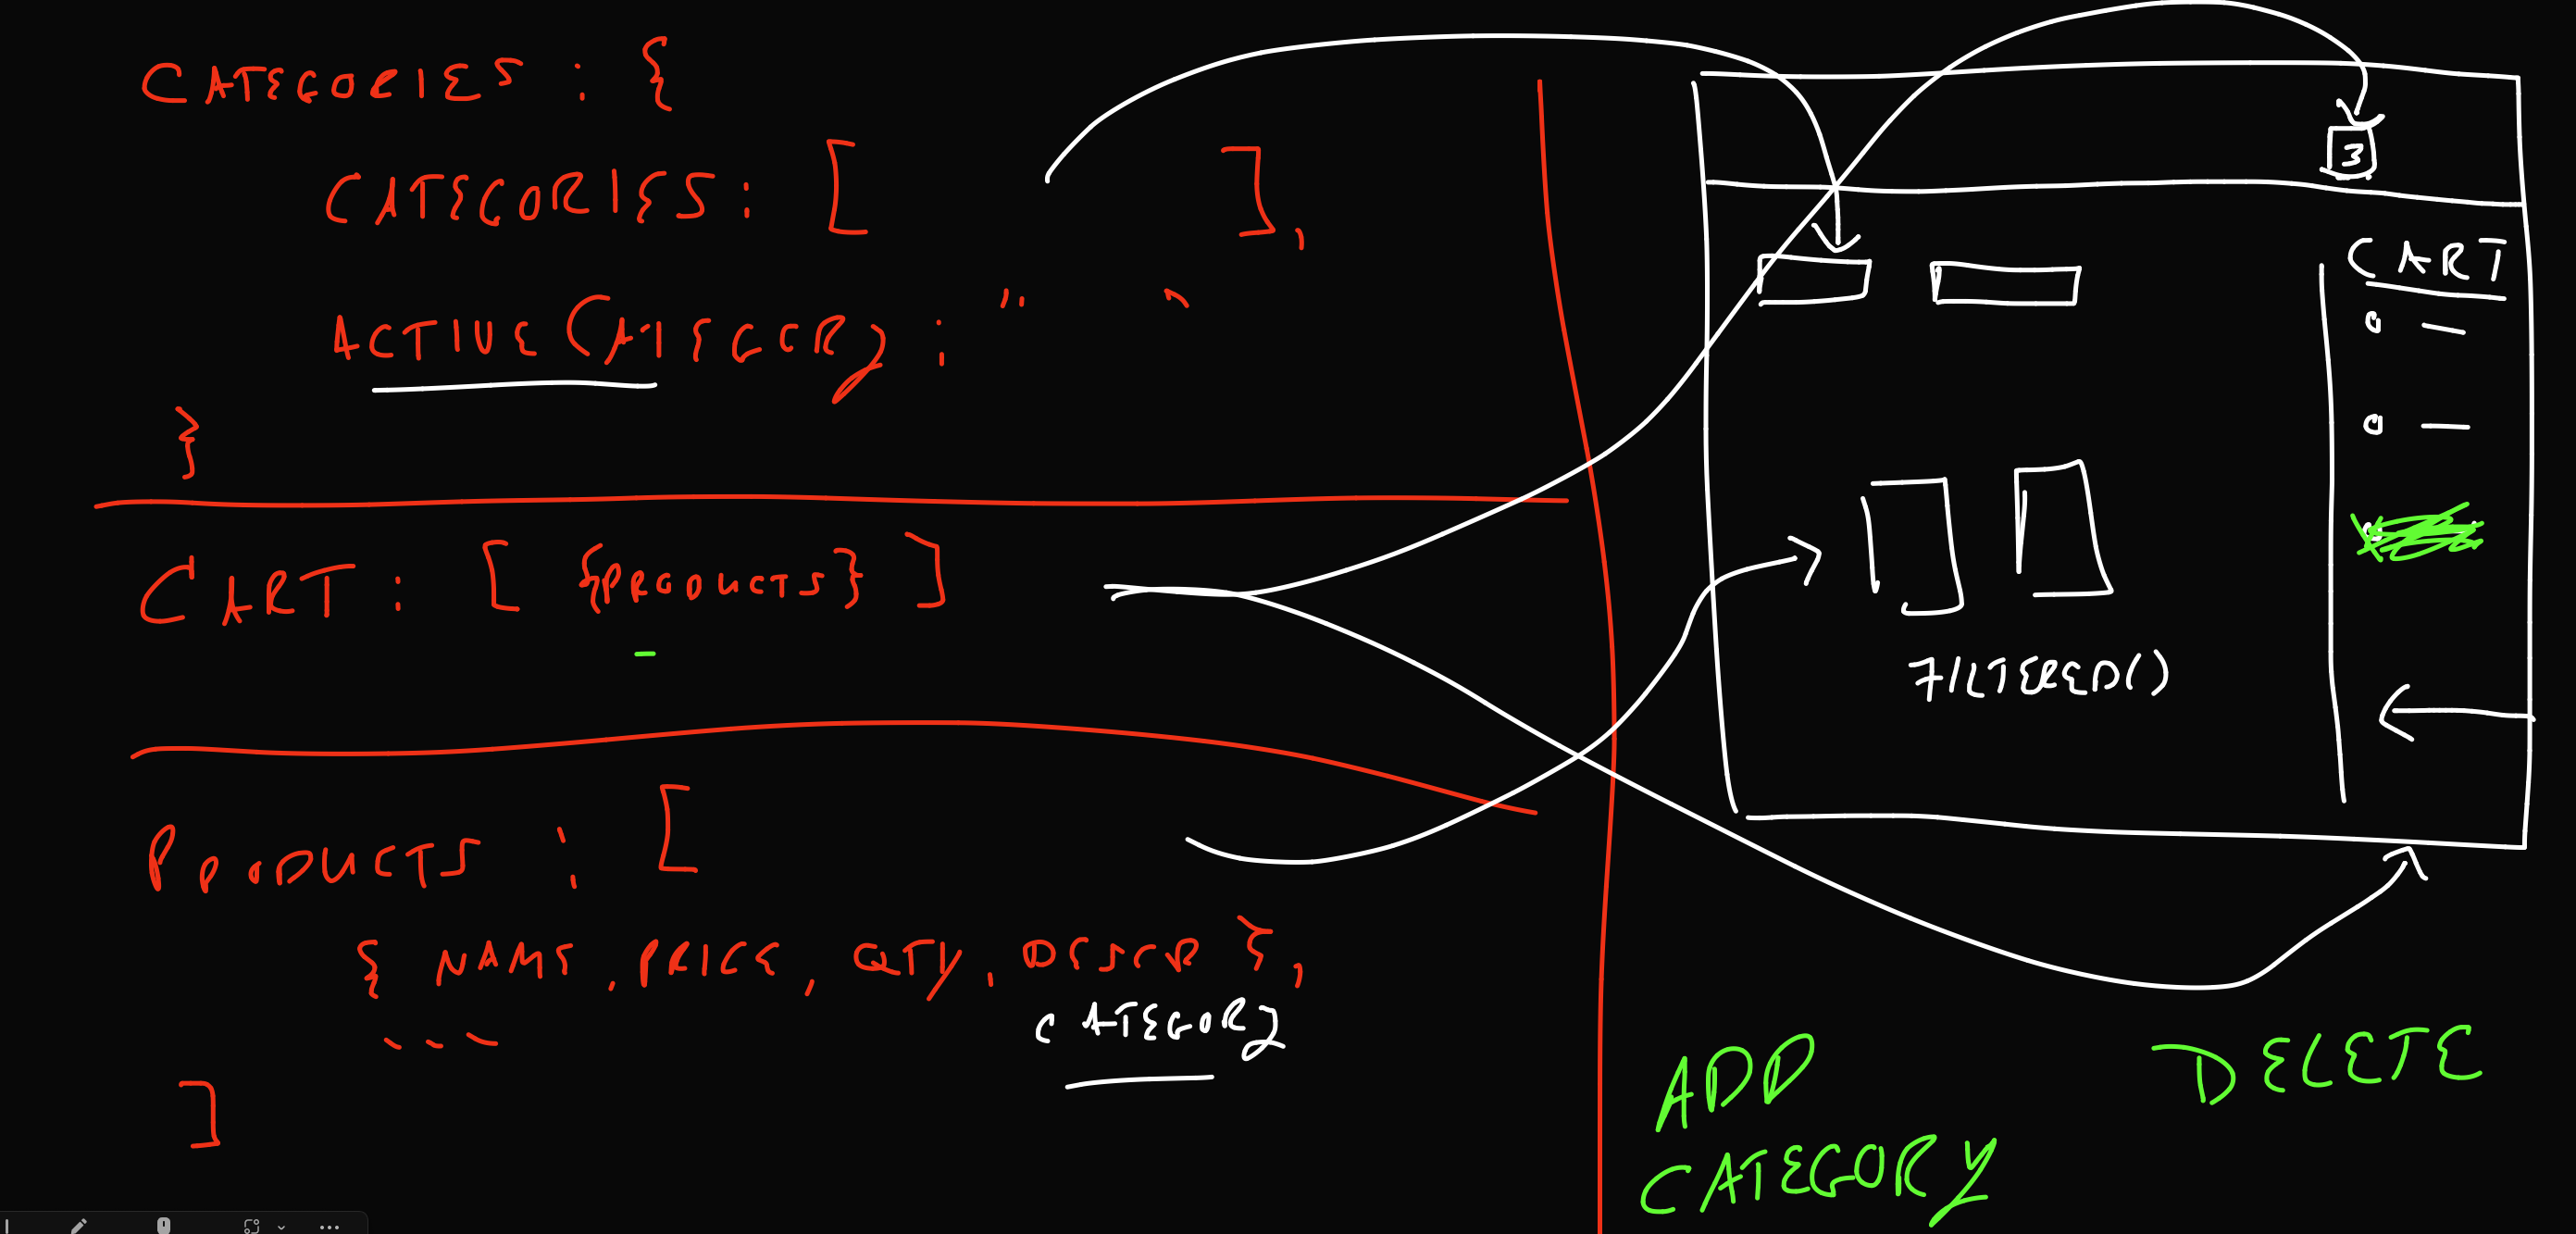 CATEGORIES : {
CATEGORIES : [ ],
ACTIVECATEGORY : " "
}
CART : [ {PRODUCTS} ]
PRODUCTS : [
{ NAME, PRICE, QTY, DESCR },
CATEGORY
...
]
3
CART
FILTERED()
ADD
CATEGORY
DELETE